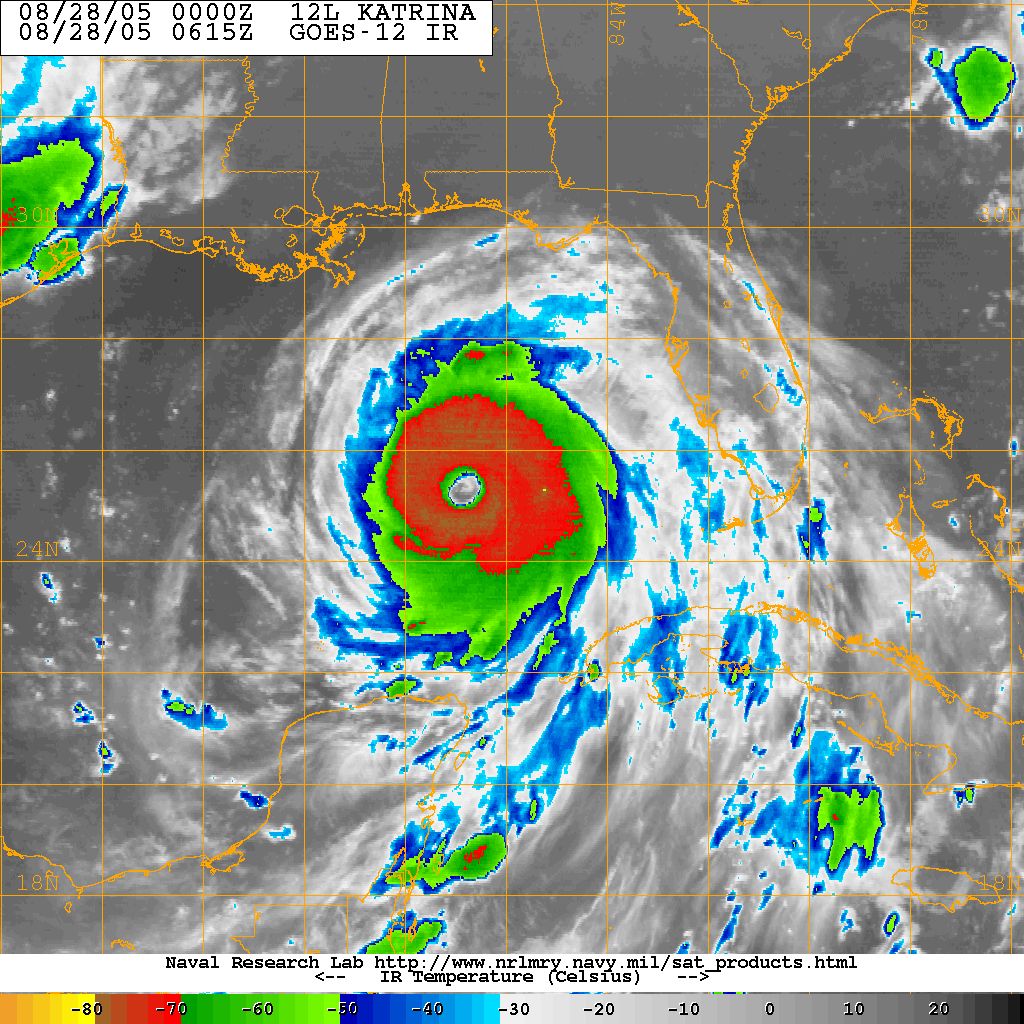 08/28/05 0000Z 12L KATRINA
08/28/05 0615Z GOES-12 IR
84W 78W
30N 30N
24N 24N
18N 18N
Naval Research Lab http://www.nrlmry.navy.mil/sat_products.html
<-- IR Temperature (Celsius) -->
-80 -70 -60 -50 -40 -30 -20 -10 0 10 20